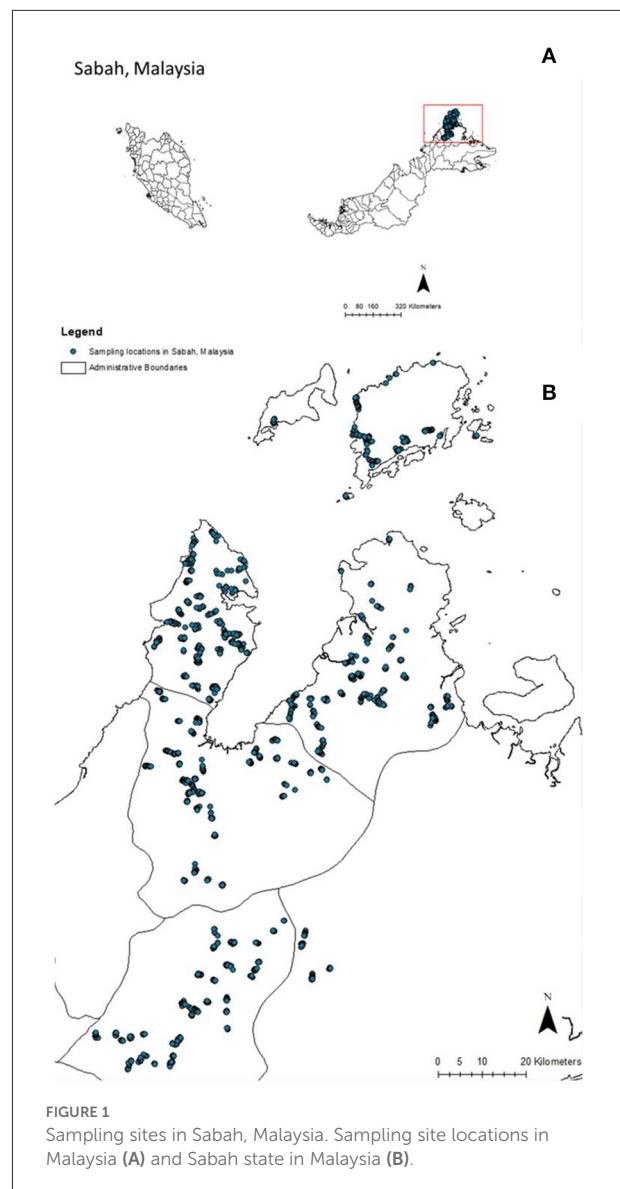 Sabah, Malaysia
A
N
0 80 160 320 Kilometers
Legend
Sampling locations in Sabah, Malaysia
Administrative Boundaries
B
N
0 5 10 20 Kilometers
FIGURE 1
Sampling sites in Sabah, Malaysia. Sampling site locations in
Malaysia (A) and Sabah state in Malaysia (B).